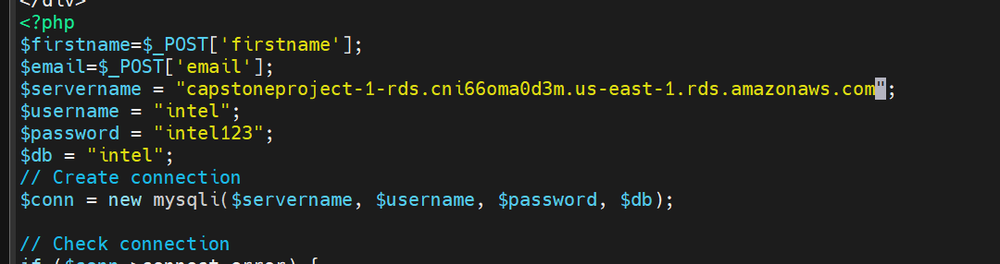 </div>
<?php
$firstname=$_POST['firstname'];
$email=$_POST['email'];
$servername = "capstoneproject-1-rds.cni66oma0d3m.us-east-1.rds.amazonaws.com";
$username = "intel";
$password = "intel123";
$db = "intel";
// Create connection
$conn = new mysqli($servername, $username, $password, $db);
// Check connection
if ($conn->connect_error) {